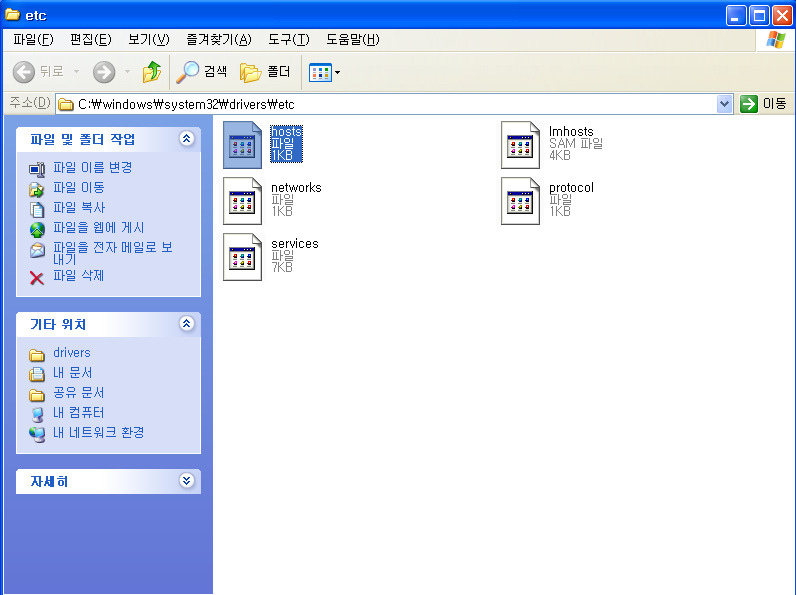 etc
파일(F) 편집(E) 보기(V) 즐겨찾기(A) 도구(T) 도움말(H)
뒤로 검색 폴더
주소(D) C:₩windows₩system32₩drivers₩etc 이동
파일 및 폴더 작업
파일 이름 변경
파일 이동
파일 복사
파일을 웹에 게시
파일을 전자 메일로 보
내기
파일 삭제
기타 위치
drivers
내 문서
공유 문서
내 컴퓨터
내 네트워크 환경
자세히
hosts
파일
1KB
lmhosts
SAM 파일
4KB
networks
파일
1KB
protocol
파일
1KB
services
파일
7KB